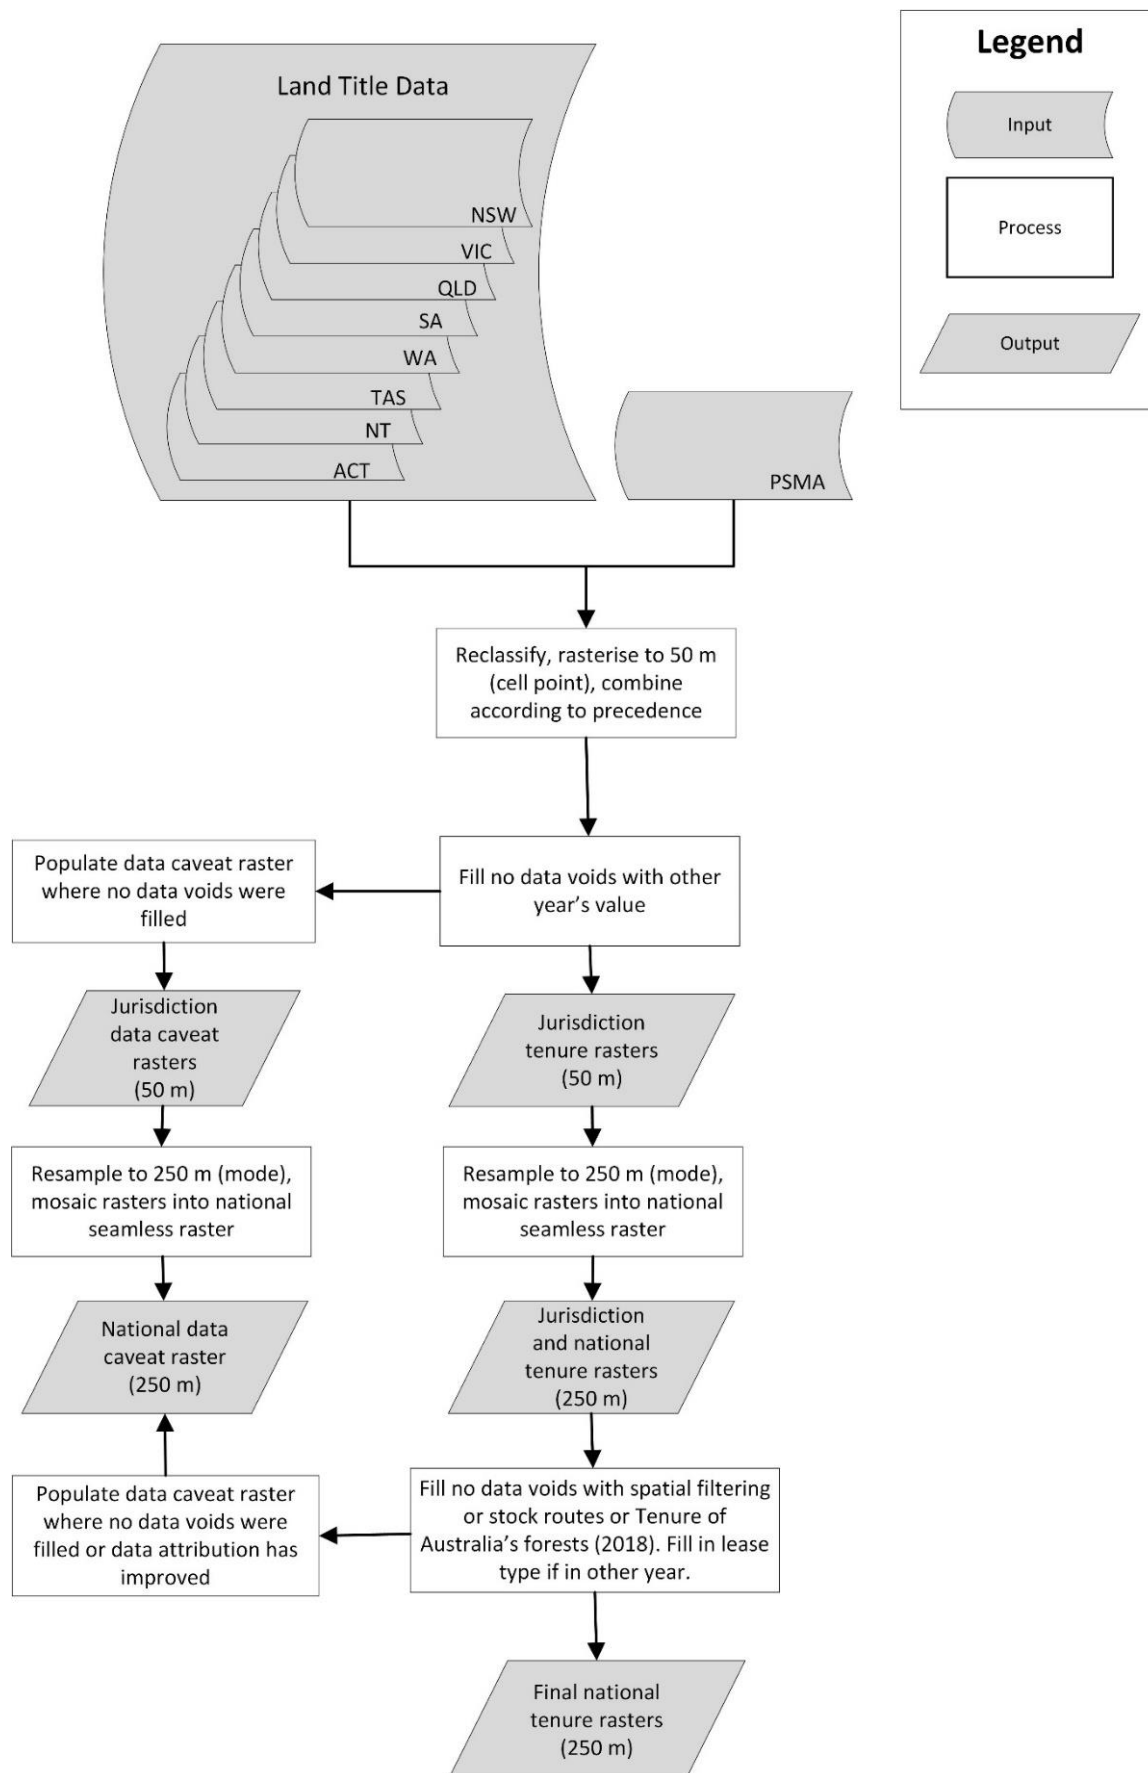 Legend
Input
Process
Output
Land Title Data
NSW
VIC
QLD
SA
WA
TAS
NT
ACT
PSMA
Reclassify, rasterise to 50 m
(cell point), combine
according to precedence
Fill no data voids with other
year’s value
Populate data caveat raster
where no data voids were
filled
Jurisdiction
data caveat
rasters
(50 m)
Jurisdiction
tenure rasters
(50 m)
Resample to 250 m (mode),
mosaic rasters into national
seamless raster
Resample to 250 m (mode),
mosaic rasters into national
seamless raster
National data
caveat raster
(250 m)
Jurisdiction
and national
tenure rasters
(250 m)
Populate data caveat raster
where no data voids were
filled or data attribution has
improved
Fill no data voids with spatial filtering
or stock routes or Tenure of
Australia’s forests (2018). Fill in lease
type if in other year.
Final national
tenure rasters
(250 m)